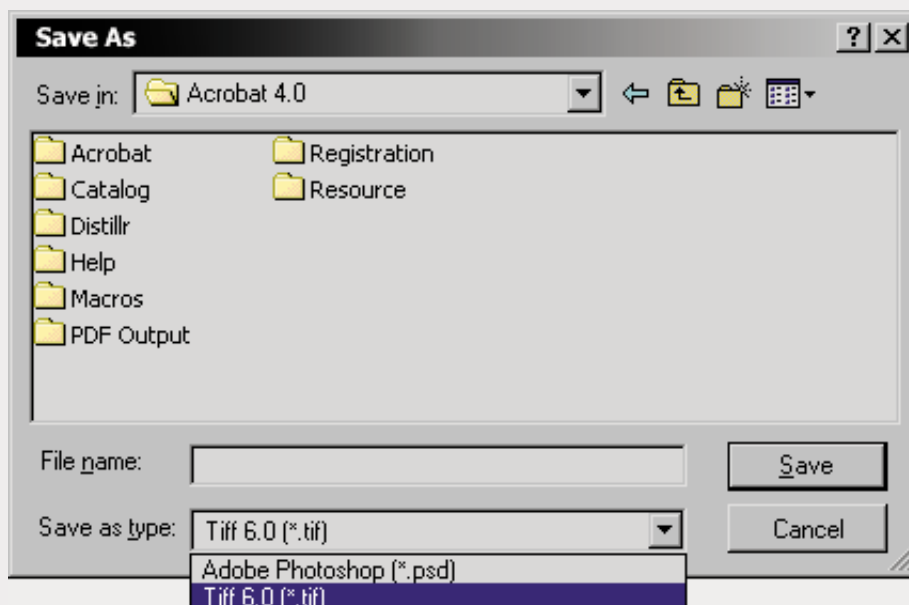 Save As
Save in: Acrobat 4.0
Acrobat Registration
Catalog Resource
Distillr
Help
Macros
PDF Output
File name: Save
Save as type: Tiff 6.0 (*.tif) Cancel
Adobe Photoshop (*.psd)
Tiff 6.0 (*.tif)